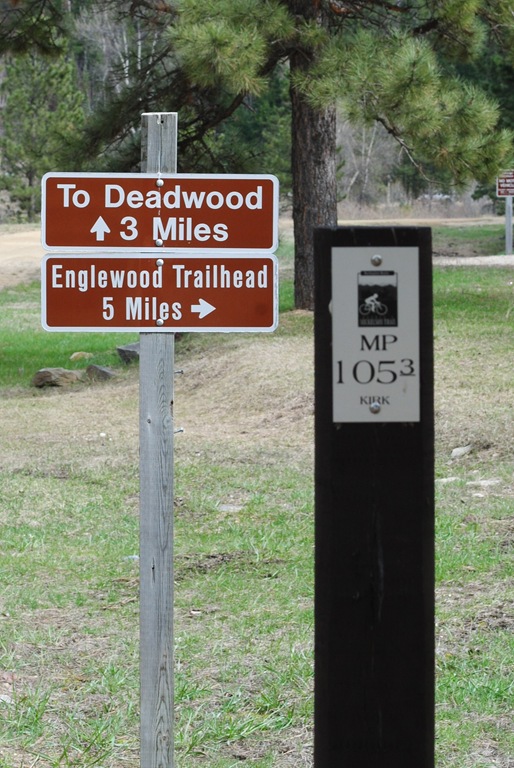 To Deadwood
↑ 3 Miles
Englewood Trailhead
5 Miles →
MP
105³
KIRK